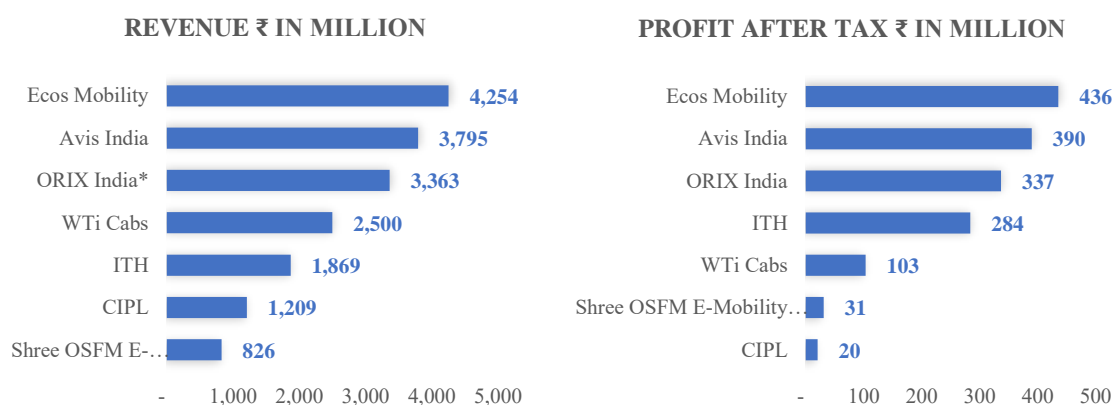 REVENUE ₹ IN MILLION
Ecos Mobility 4,254
Avis India 3,795
ORIX India* 3,363
WTi Cabs 2,500
ITH 1,869
CIPL 1,209
Shree OSFM E-… 826
- 1,000 2,000 3,000 4,000 5,000
PROFIT AFTER TAX ₹ IN MILLION
Ecos Mobility 436
Avis India 390
ORIX India 337
ITH 284
WTi Cabs 103
Shree OSFM E-Mobility… 31
CIPL 20
- 100 200 300 400 500